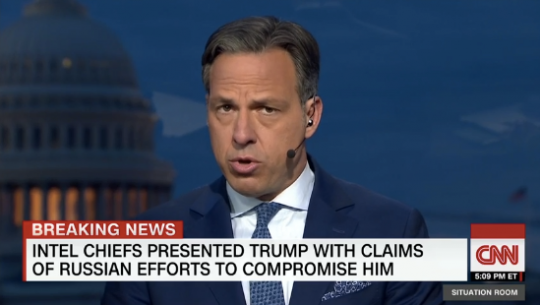 BREAKING NEWS
INTEL CHIEFS PRESENTED TRUMP WITH CLAIMS
OF RUSSIAN EFFORTS TO COMPROMISE HIM
CNN
5:09 PM ET
SITUATION ROOM